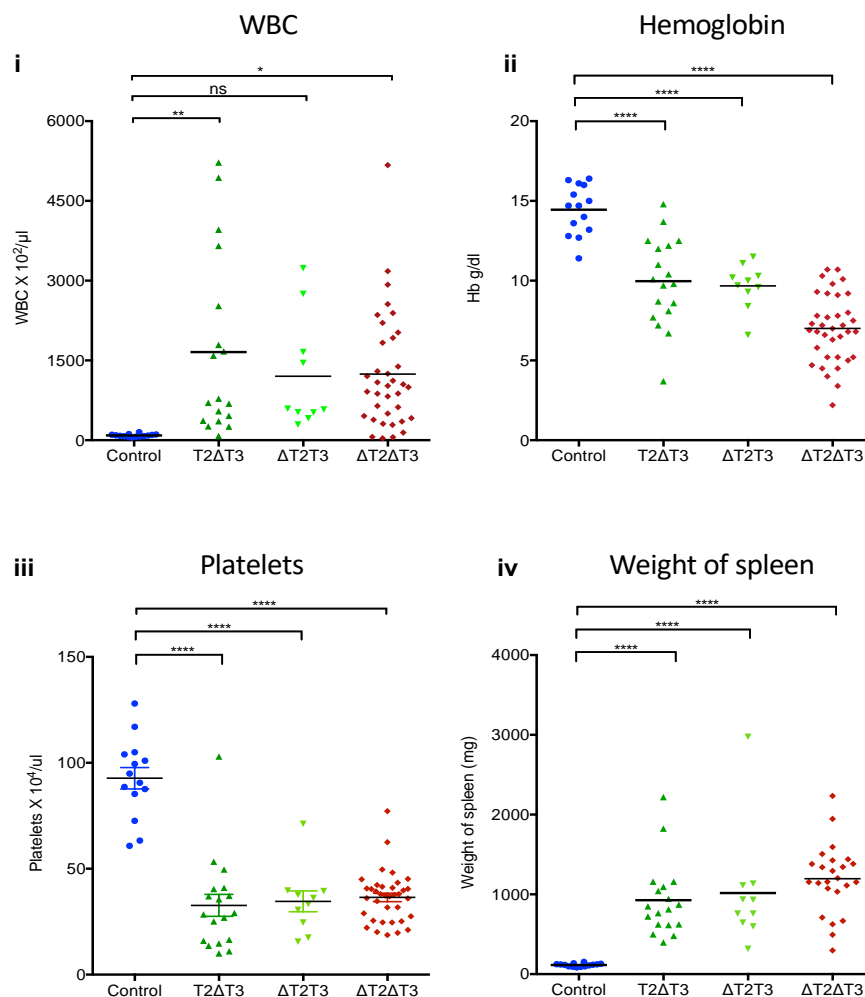 WBC
i
*
ns
**
6000
4500
3000
1500
0
WBC X 10²/μl
Control
T2ΔT3
ΔT2T3
ΔT2ΔT3
Hemoglobin
ii
****
****
****
20
15
10
5
0
Hb g/dl
Control
T2ΔT3
ΔT2T3
ΔT2ΔT3
Platelets
iii
****
****
****
150
100
50
0
Platelets X 10⁴/ul
Control
T2ΔT3
ΔT2T3
ΔT2ΔT3
Weight of spleen
iv
****
****
****
4000
3000
2000
1000
0
Weight of spleen (mg)
Control
T2ΔT3
ΔT2T3
ΔT2ΔT3